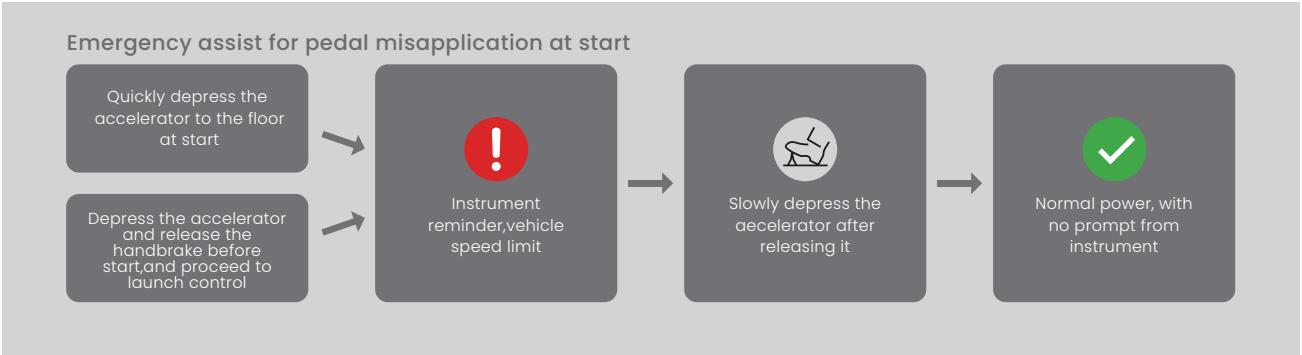 Emergency assist for pedal misapplication at start
Quickly depress the
accelerator to the floor
at start
Depress the accelerator
and release the
handbrake before
start,and proceed to
launch control
Instrument
reminder,vehicle
speed limit
Slowly depress the
aecelerator after
releasing it
Normal power, with
no prompt from
instrument